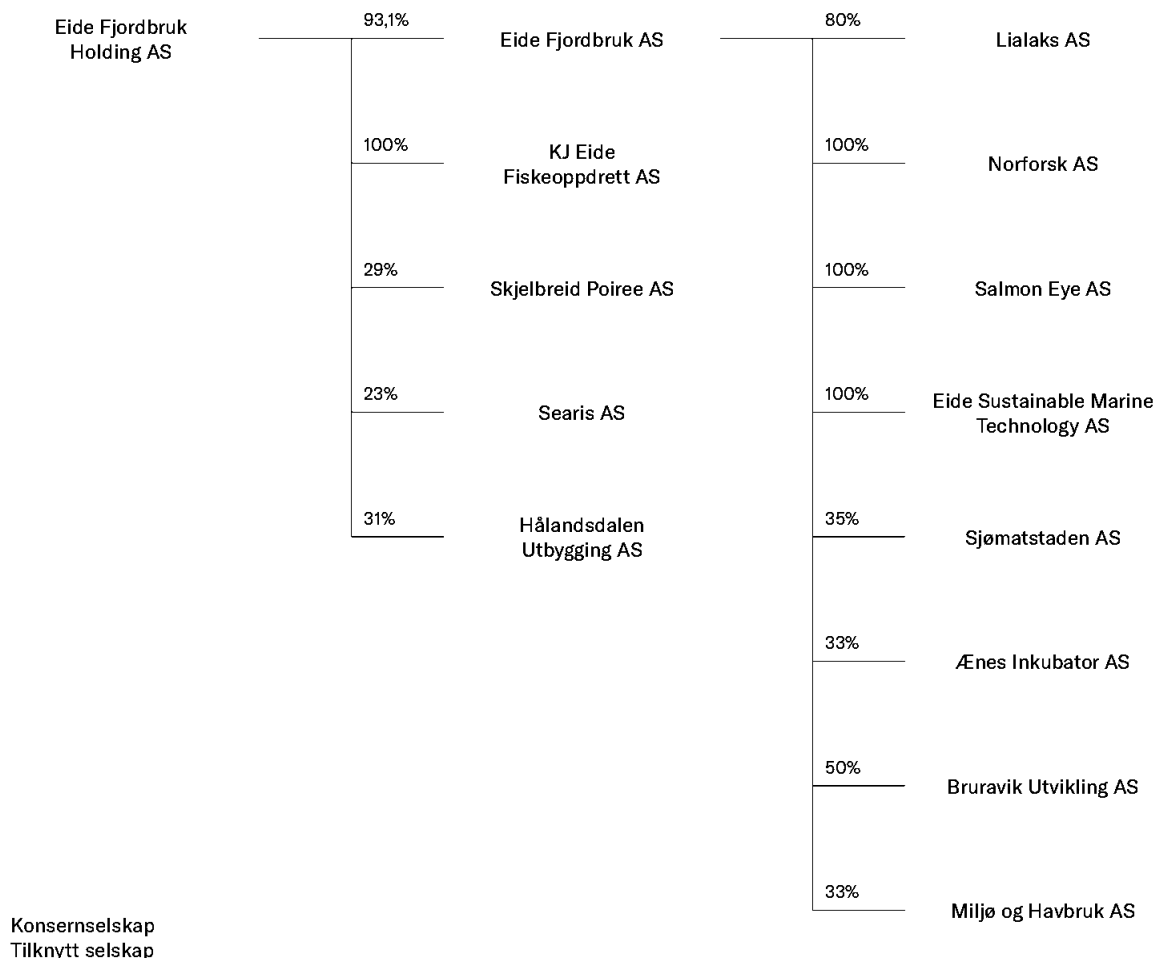 Eide Fjordbruk
Holding AS
93,1%
Eide Fjordbruk AS
80%
Lialaks AS
100%
KJ Eide
Fiskeoppdrett AS
100%
Norforsk AS
29%
Skjelbreid Poiree AS
100%
Salmon Eye AS
23%
Searis AS
100%
Eide Sustainable Marine
Technology AS
31%
Hålandsdalen
Utbygging AS
35%
Sjømatstaden AS
33%
Ænes Inkubator AS
50%
Bruravik Utvikling AS
33%
Miljø og Havbruk AS
Konsernselskap
Tilknytt selskap